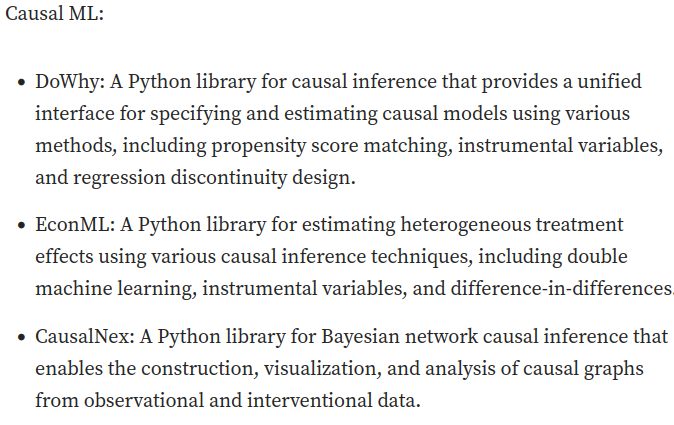 Causal ML:
• DoWhy: A Python library for causal inference that provides a unified
interface for specifying and estimating causal models using various
methods, including propensity score matching, instrumental variables,
and regression discontinuity design.
• EconML: A Python library for estimating heterogeneous treatment
effects using various causal inference techniques, including double
machine learning, instrumental variables, and difference-in-differences.
• CausalNex: A Python library for Bayesian network causal inference that
enables the construction, visualization, and analysis of causal graphs
from observational and interventional data.